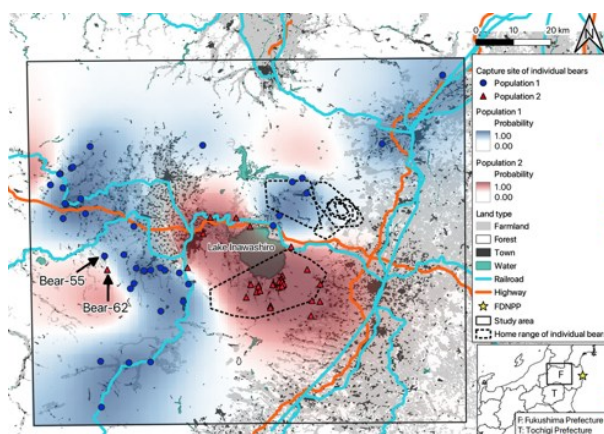 0 10 20 km
N
Capture site of individual bears
Population 1
Population 2
Population 1
Probability
1.00
0.00
Population 2
Probability
1.00
0.00
Land type
Farmland
Forest
Town
Water
Railroad
Highway
FDNPP
Study area
Home range of individual bear
Lake Inawashiro
Bear-55
Bear-62
F
T
F: Fukushima Prefecture
T: Tochigi Prefecture